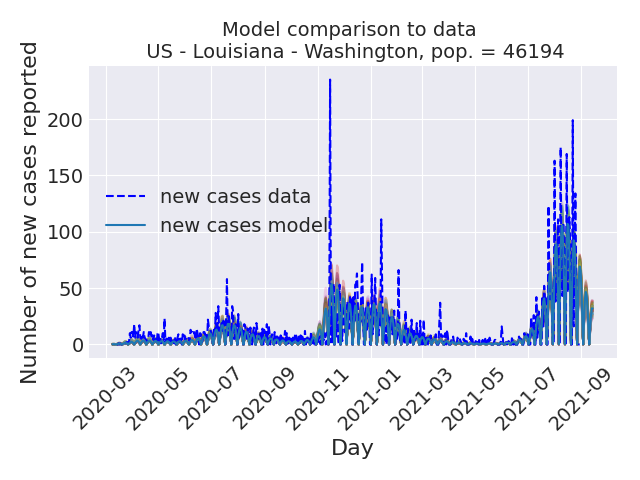 Model comparison to data
US - Louisiana - Washington, pop. = 46194
Number of new cases reported
200
150
100
50
0
new cases data
new cases model
2020-03
2020-05
2020-07
2020-09
2020-11
2021-01
2021-03
2021-05
2021-07
2021-09
Day